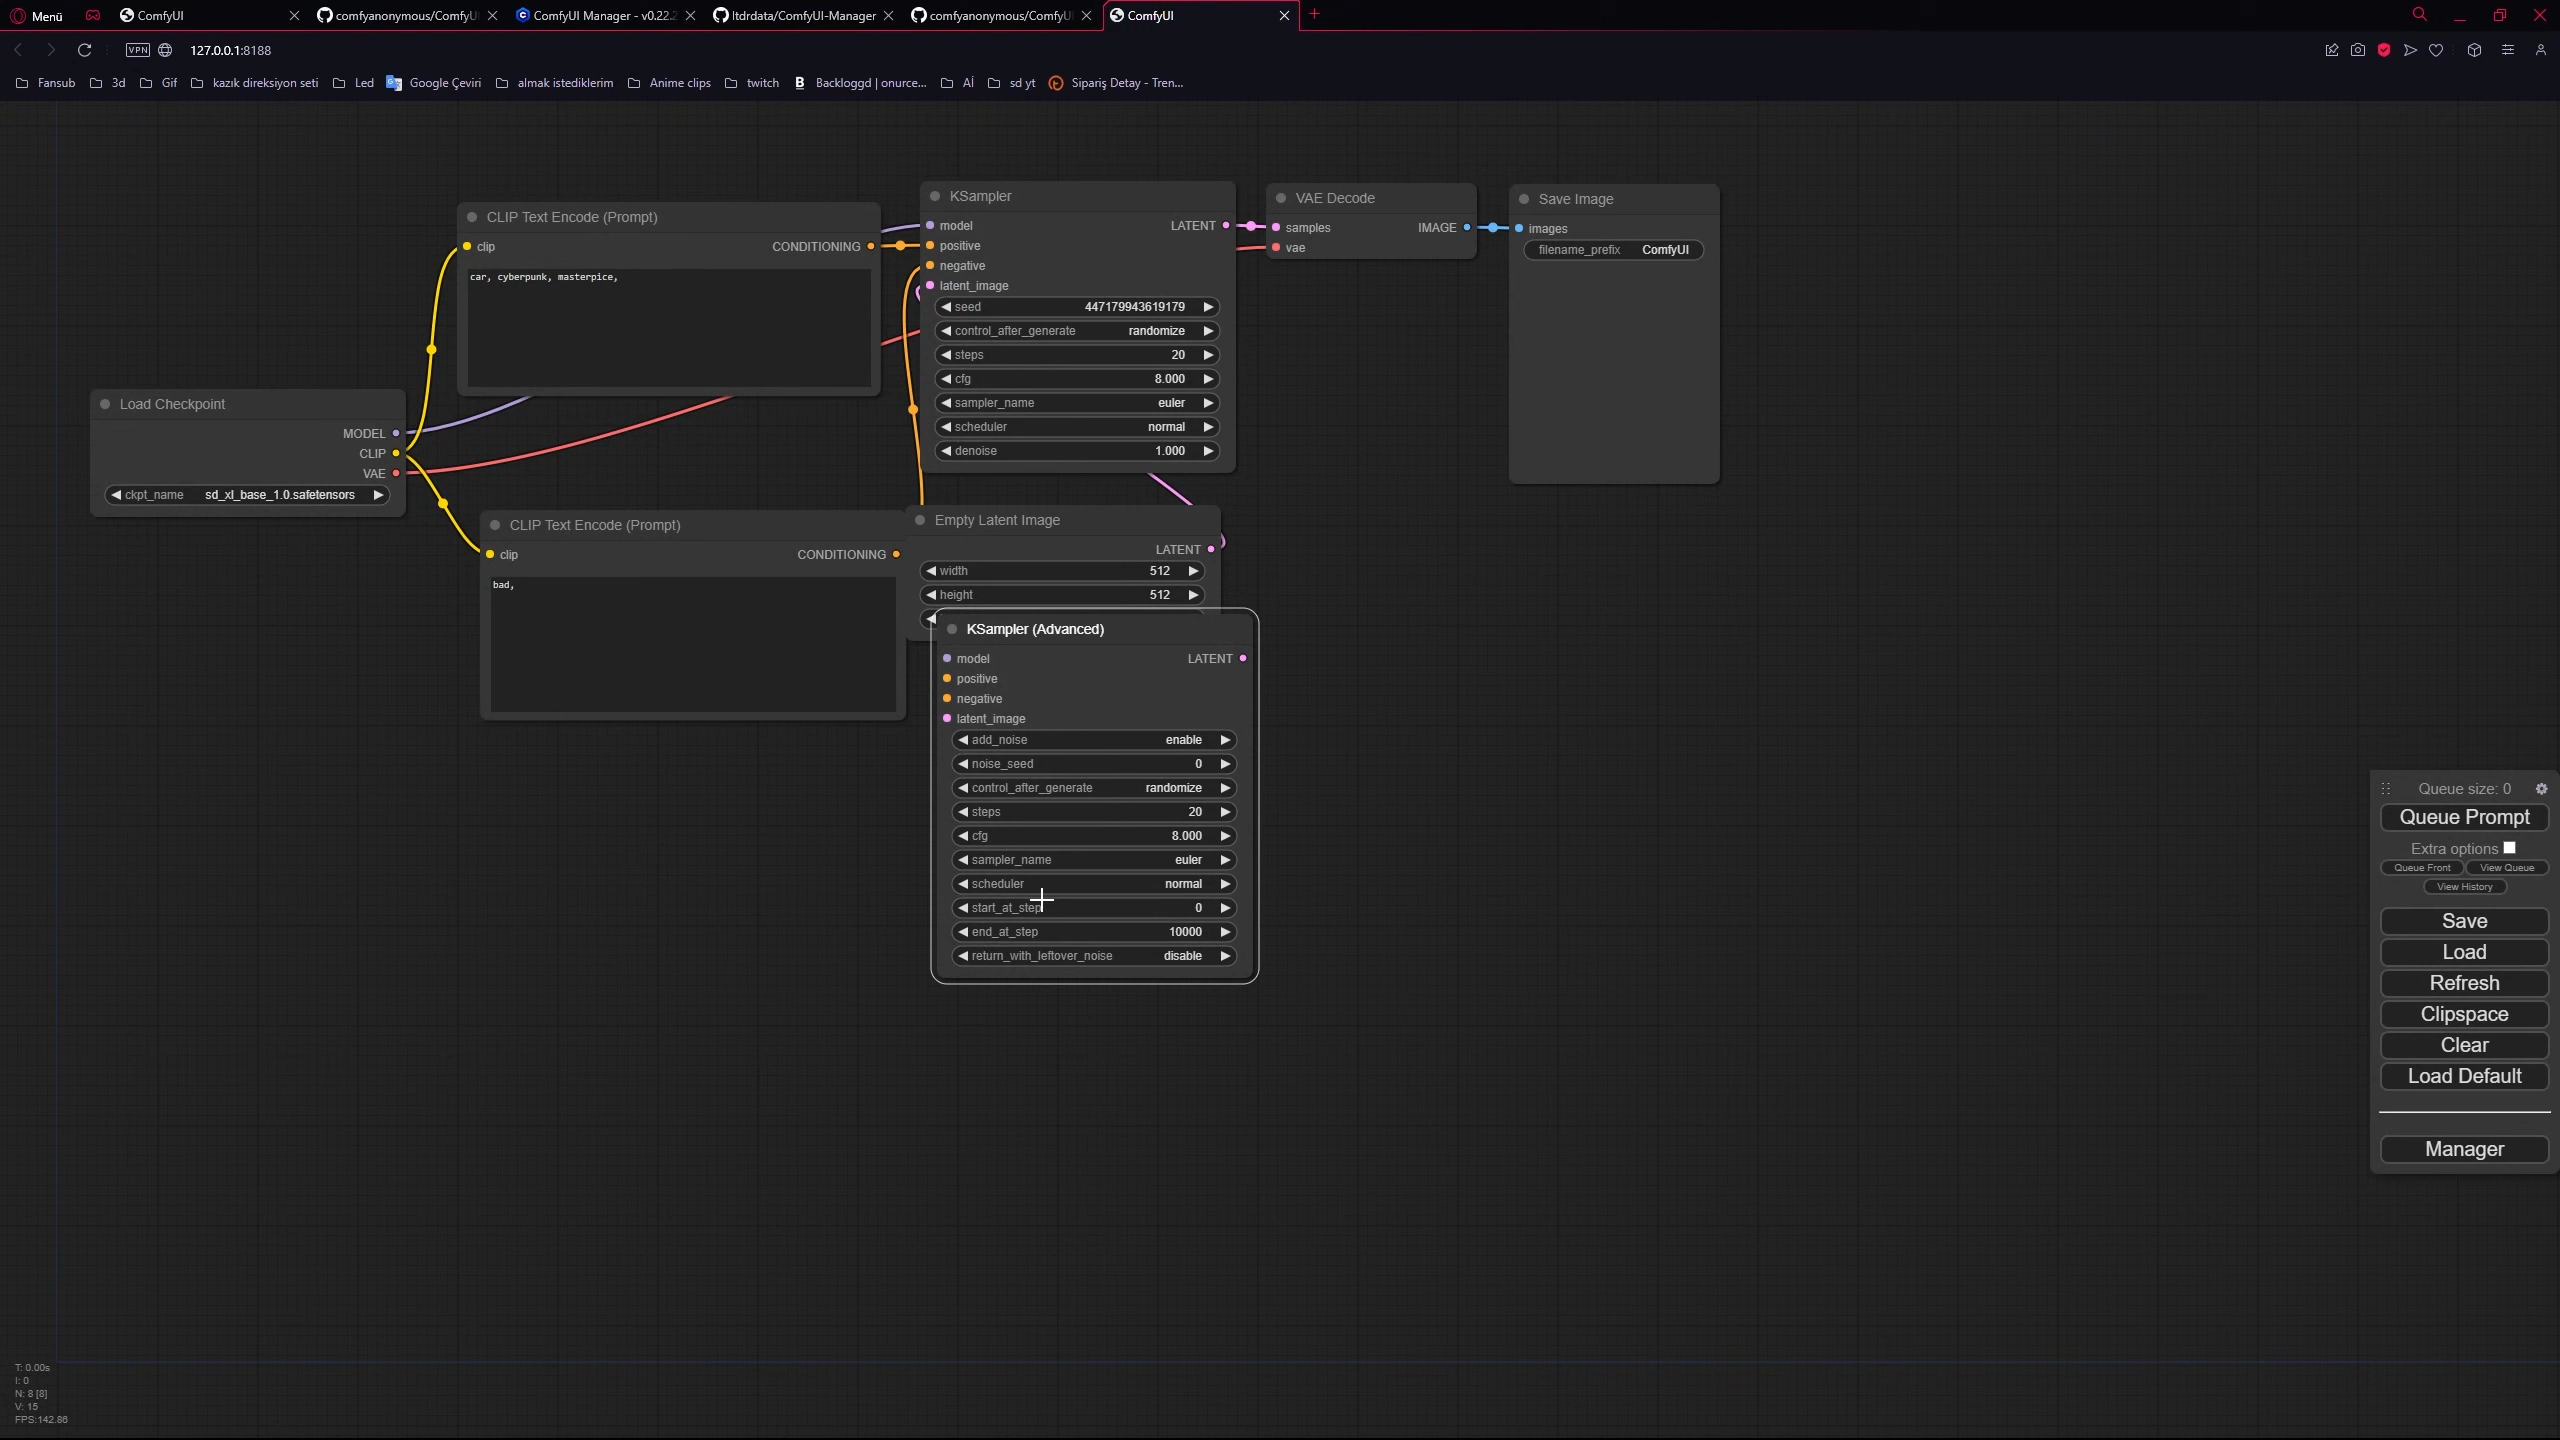 Menü
ComfyUI
comfyanonymous/ComfyU
ComfyUI Manager - v0.22.2
ltdrdata/ComfyUI-Manager
comfyanonymous/ComfyU
ComfyUI
VPN
127.0.0.1:8188
Fansub
3d
Gif
kazık direksiyon seti
Led
Google Çeviri
almak istediklerim
Anime clips
twitch
B Backloggd | onurce...
Aİ
sd yt
Sipariş Detay - Tren...
Load Checkpoint
MODEL
CLIP
VAE
ckpt_name sd_xl_base_1.0.safetensors
CLIP Text Encode (Prompt)
clip CONDITIONING
car, cyberpunk, masterpice,
CLIP Text Encode (Prompt)
clip CONDITIONING
bad,
KSampler
model LATENT
positive
negative
latent_image
seed 447179943619179
control_after_generate randomize
steps 20
cfg 8.000
sampler_name euler
scheduler normal
denoise 1.000
Empty Latent Image
LATENT
width 512
height 512
KSampler (Advanced)
model LATENT
positive
negative
latent_image
add_noise enable
noise_seed 0
control_after_generate randomize
steps 20
cfg 8.000
sampler_name euler
scheduler normal
start_at_step 0
end_at_step 10000
return_with_leftover_noise disable
VAE Decode
samples IMAGE
vae
Save Image
images
filename_prefix ComfyUI
Queue size: 0
Queue Prompt
Extra options
Queue Front View Queue
View History
Save
Load
Refresh
Clipspace
Clear
Load Default
Manager
T: 0.00s
I: 0
N: 8 [8]
V: 15
FPS:142.86